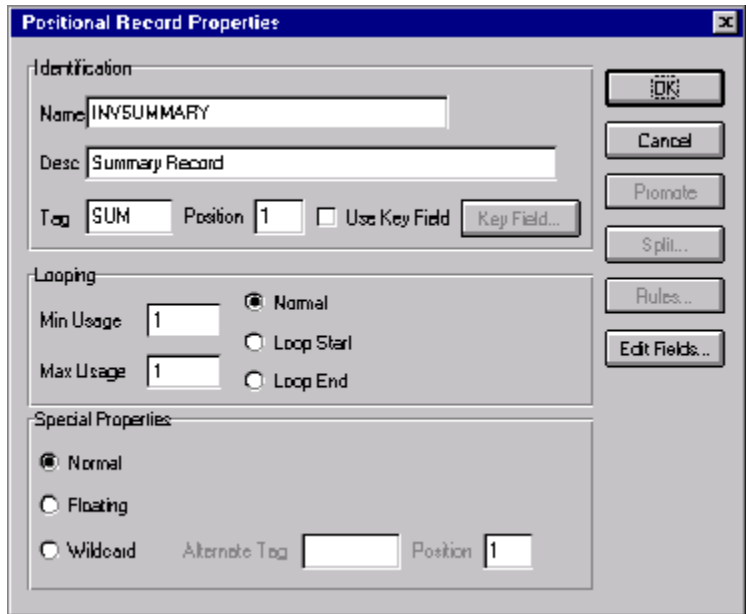 Positional Record Properties
Identification
Name INVSUMMARY
Desc Summary Record
Tag SUM Position 1 Use Key Field Key Field...
Looping
Min Usage 1
Max Usage 1
Normal
Loop Start
Loop End
Special Properties
Normal
Floating
Wildcard Alternate Tag Position 1
OK
Cancel
Promote
Split...
Rules...
Edit Fields...